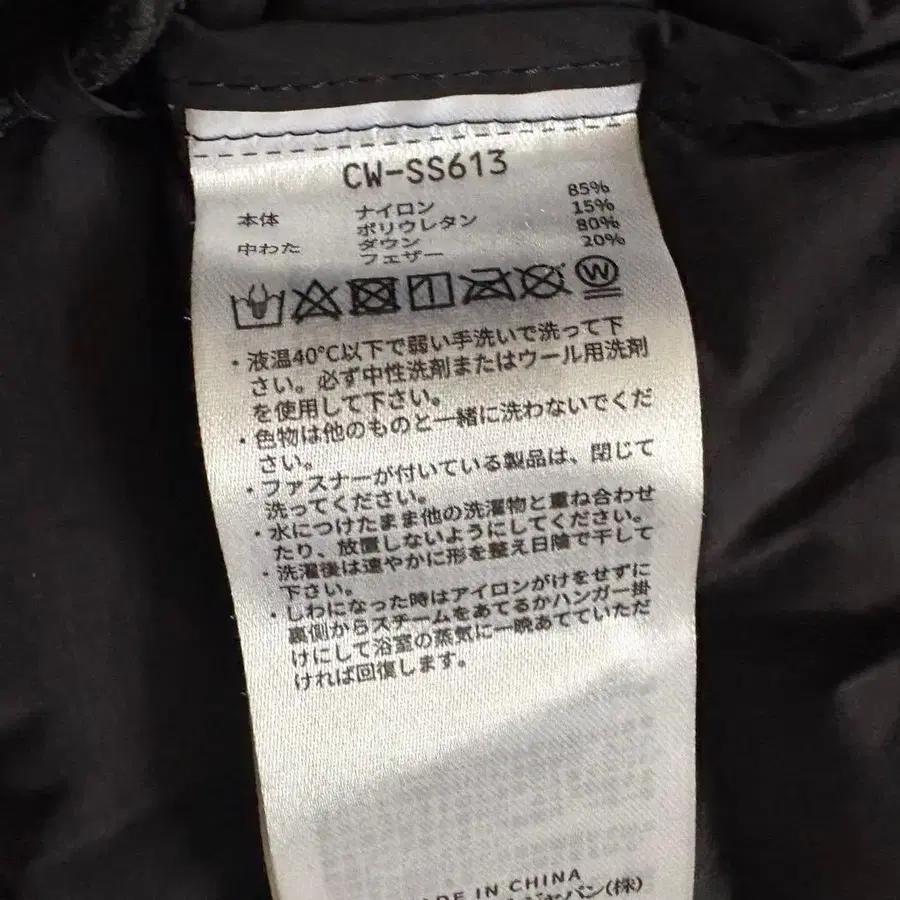 CW-SS613
本体 ナイロン 85%
ポリウレタン 15%
中わた ダウン 80%
フェザー 20%
W
・液温40℃以下で弱い手洗いで洗って下
さい。必ず中性洗剤またはウール用洗剤
を使用して下さい。
・色物は他のものと一緒に洗わないでくだ
さい。
・ファスナーが付いている製品は、閉じて
洗ってください。
・水につけたまま他の洗濯物と重ね合わせ
たり、放置しないようにしてください。
・洗濯後は速やかに形を整え日陰で干して
下さい。
・しわになった時はアイロンがけをせずに
裏側からスチームをあてるかハンガー掛
けにして浴室の蒸気に一晩あてていただ
ければ回復します。
IN CHINA
ジャパン(株)